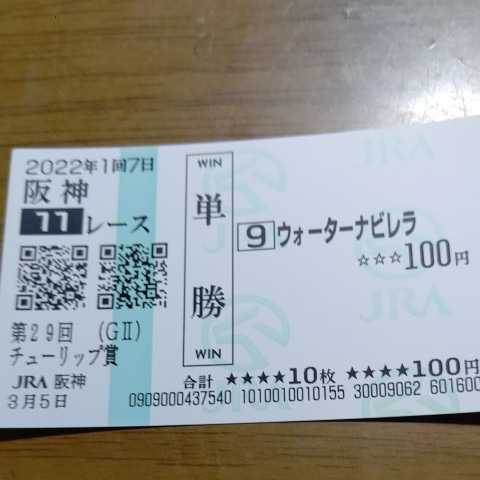 2022年1回7日
阪神
11レース
第29回 (GⅡ)
チューリップ賞
JRA 阪神
3月5日
WIN
単勝
WIN
9 ウォーターナビレラ
☆☆☆100円
合計 ★★★★10枚 ★★★★100円
0909000437540 1010010010155 30009062 601600
JRA
JRA